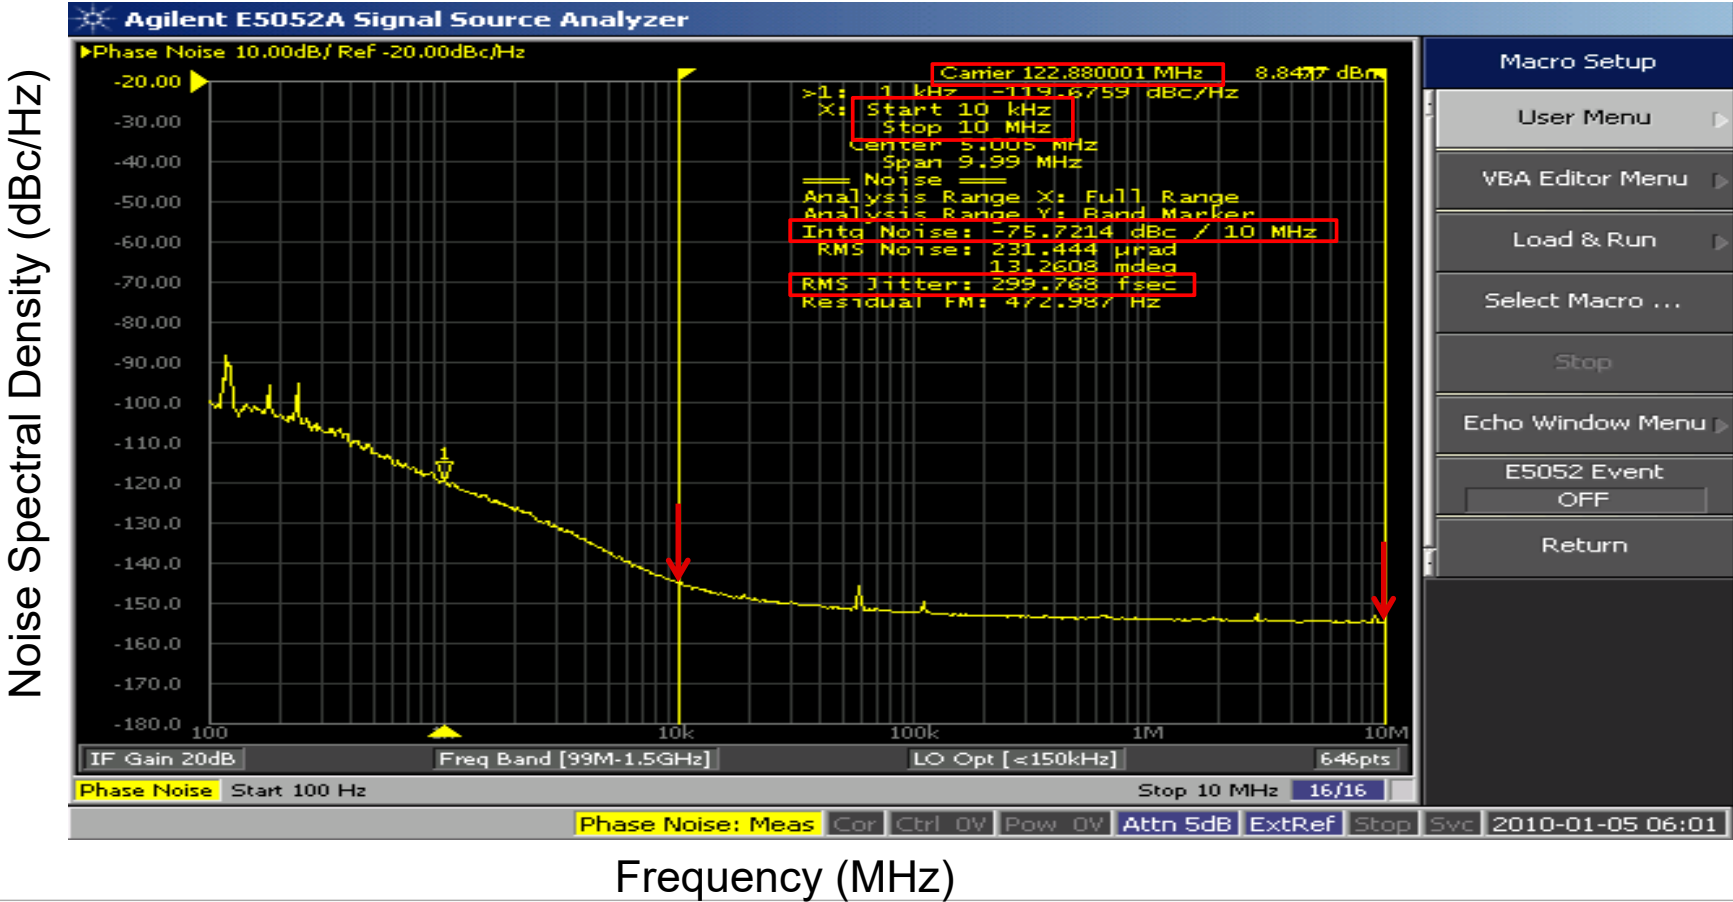 Agilent E5052A Signal Source Analyzer
Phase Noise 10.00dB/ Ref -20.00dBc/Hz
Carrier 122.880001 MHz
>1: 1 kHz -119.6759 dBc/Hz
X: Start 10 kHz
Stop 10 MHz
Center 5.005 MHz
Span 9.99 MHz
=== Noise ===
Analysis Range X: Full Range
Analysis Range Y: Band Marker
Intg Noise: -75.7214 dBc / 10 MHz
RMS Noise: 231.444 µrad
13.2608 mdeg
RMS Jitter: 299.768 fsec
Residual FM: 472.987 Hz
1
-20.00
-30.00
-40.00
-50.00
-60.00
-70.00
-80.00
-90.00
-100.0
-110.0
-120.0
-130.0
-140.0
-150.0
-160.0
-170.0
-180.0
100 10k 100k 1M 10M
IF Gain 20dB Freq Band [99M-1.5GHz] LO Opt [<150kHz] 646pts
Phase Noise Start 100 Hz Stop 10 MHz 16/16
Phase Noise: Meas Cor Ctrl 0V Pow 0V Attn 5dB ExtRef Stop Svc 2010-01-05 06:01
Macro Setup
User Menu
VBA Editor Menu
Load & Run
Select Macro ...
Stop
Echo Window Menu
E5052 Event
OFF
Return
Noise Spectral Density (dBc/Hz)
Frequency (MHz)